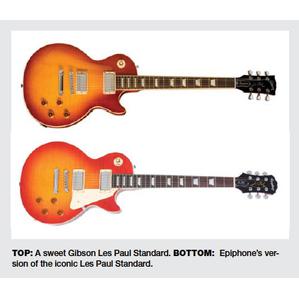 TOP: A sweet Gibson Les Paul Standard. BOTTOM: Epiphone's ver-
sion of the iconic Les Paul Standard.